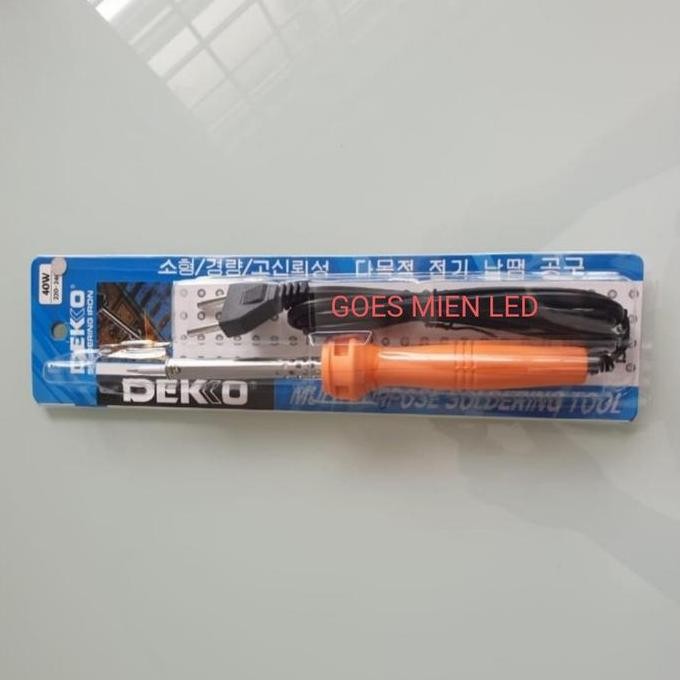 소형/경량/고신뢰성 다목적 전기 납땜 공구
40W
DEKKO
SOLDERING IRON
GOES MIEN LED
DEKKO
SOLDERING TOOL